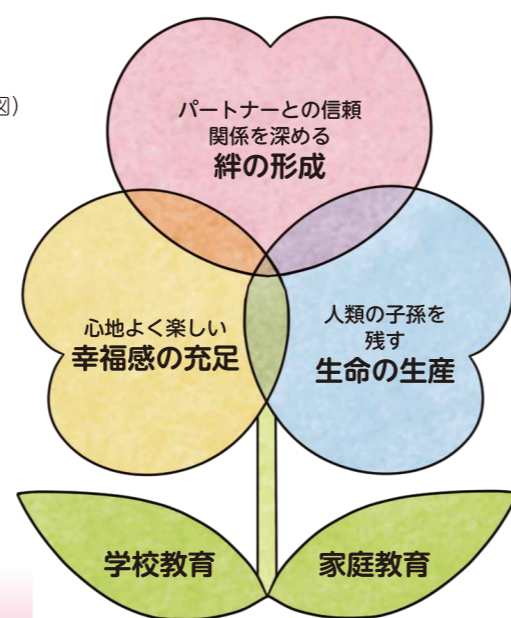 図)
パートナーとの信頼
関係を深める
絆の形成
心地よく楽しい
幸福感の充足
人類の子孫を
残す
生命の生産
学校教育
家庭教育